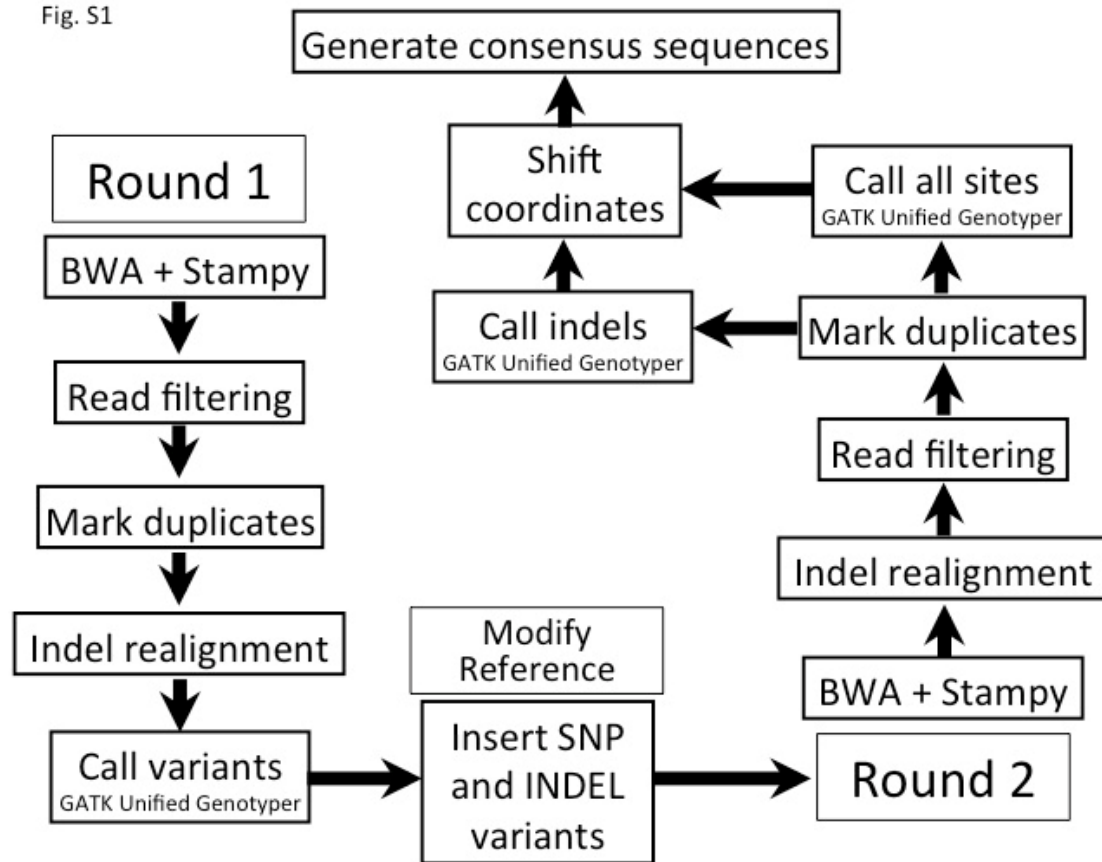 Fig. S1
Generate consensus sequences
Round 1
BWA + Stampy
Read filtering
Mark duplicates
Indel realignment
Call variants
GATK Unified Genotyper
Modify
Reference
Insert SNP
and INDEL
variants
Round 2
BWA + Stampy
Indel realignment
Read filtering
Mark duplicates
Call all sites
GATK Unified Genotyper
Call indels
GATK Unified Genotyper
Shift
coordinates